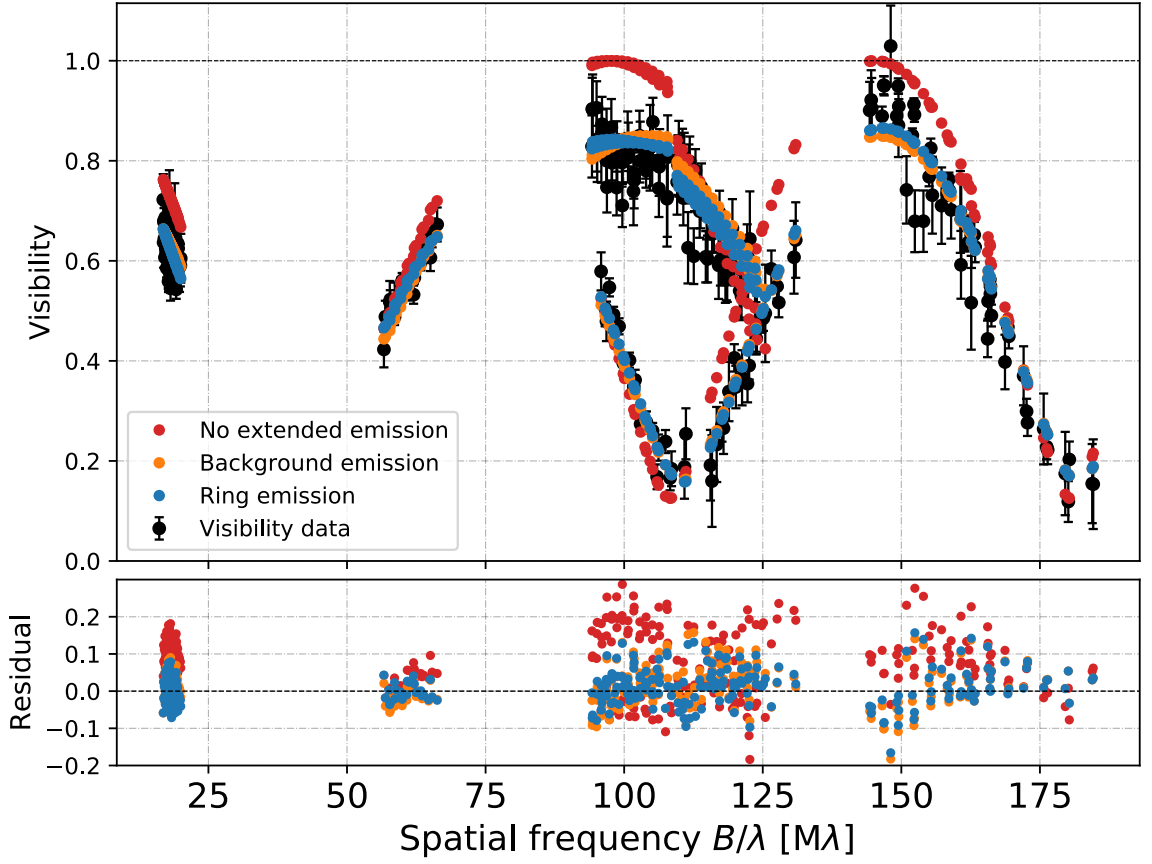 1.0
0.8
0.6
0.4
0.2
0.0
Visibility
No extended emission
Background emission
Ring emission
Visibility data
0.2
0.1
0.0
−0.1
−0.2
Residual
25
50
75
100
125
150
175
Spatial frequency B/λ [Mλ]